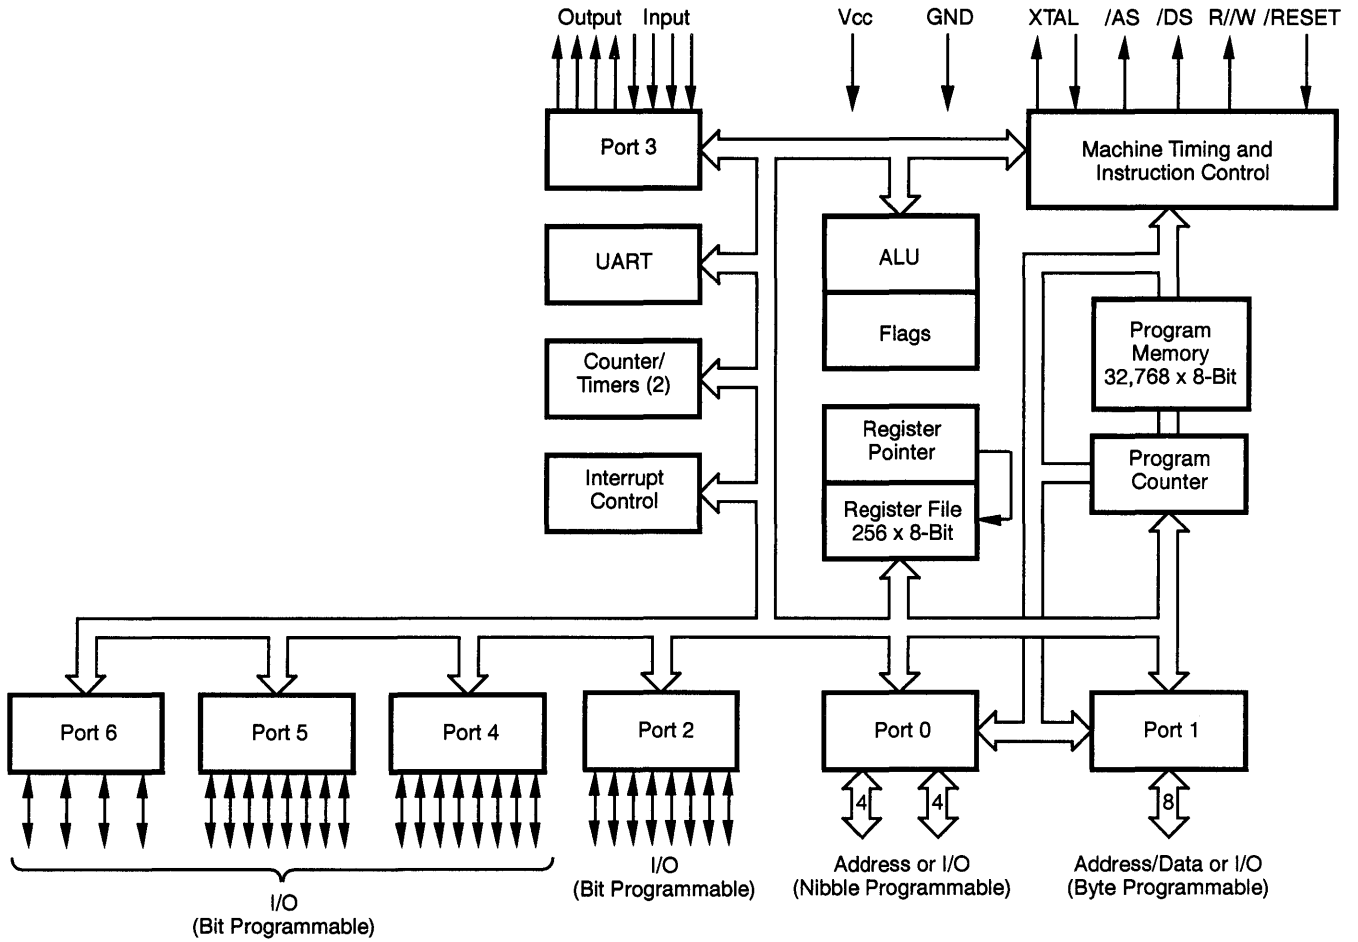 Output Input Vcc GND XTAL /AS /DS R//W /RESET
Port 3
Machine Timing and
Instruction Control
UART
ALU
Flags
Counter/
Timers (2)
Program
Memory
32,768 x 8-Bit
Register
Pointer
Program
Counter
Interrupt
Control
Register File
256 x 8-Bit
Port 6
Port 5
Port 4
Port 2
Port 0
Port 1
4
4
8
I/O
(Bit Programmable)
I/O
(Bit Programmable)
Address or I/O
(Nibble Programmable)
Address/Data or I/O
(Byte Programmable)